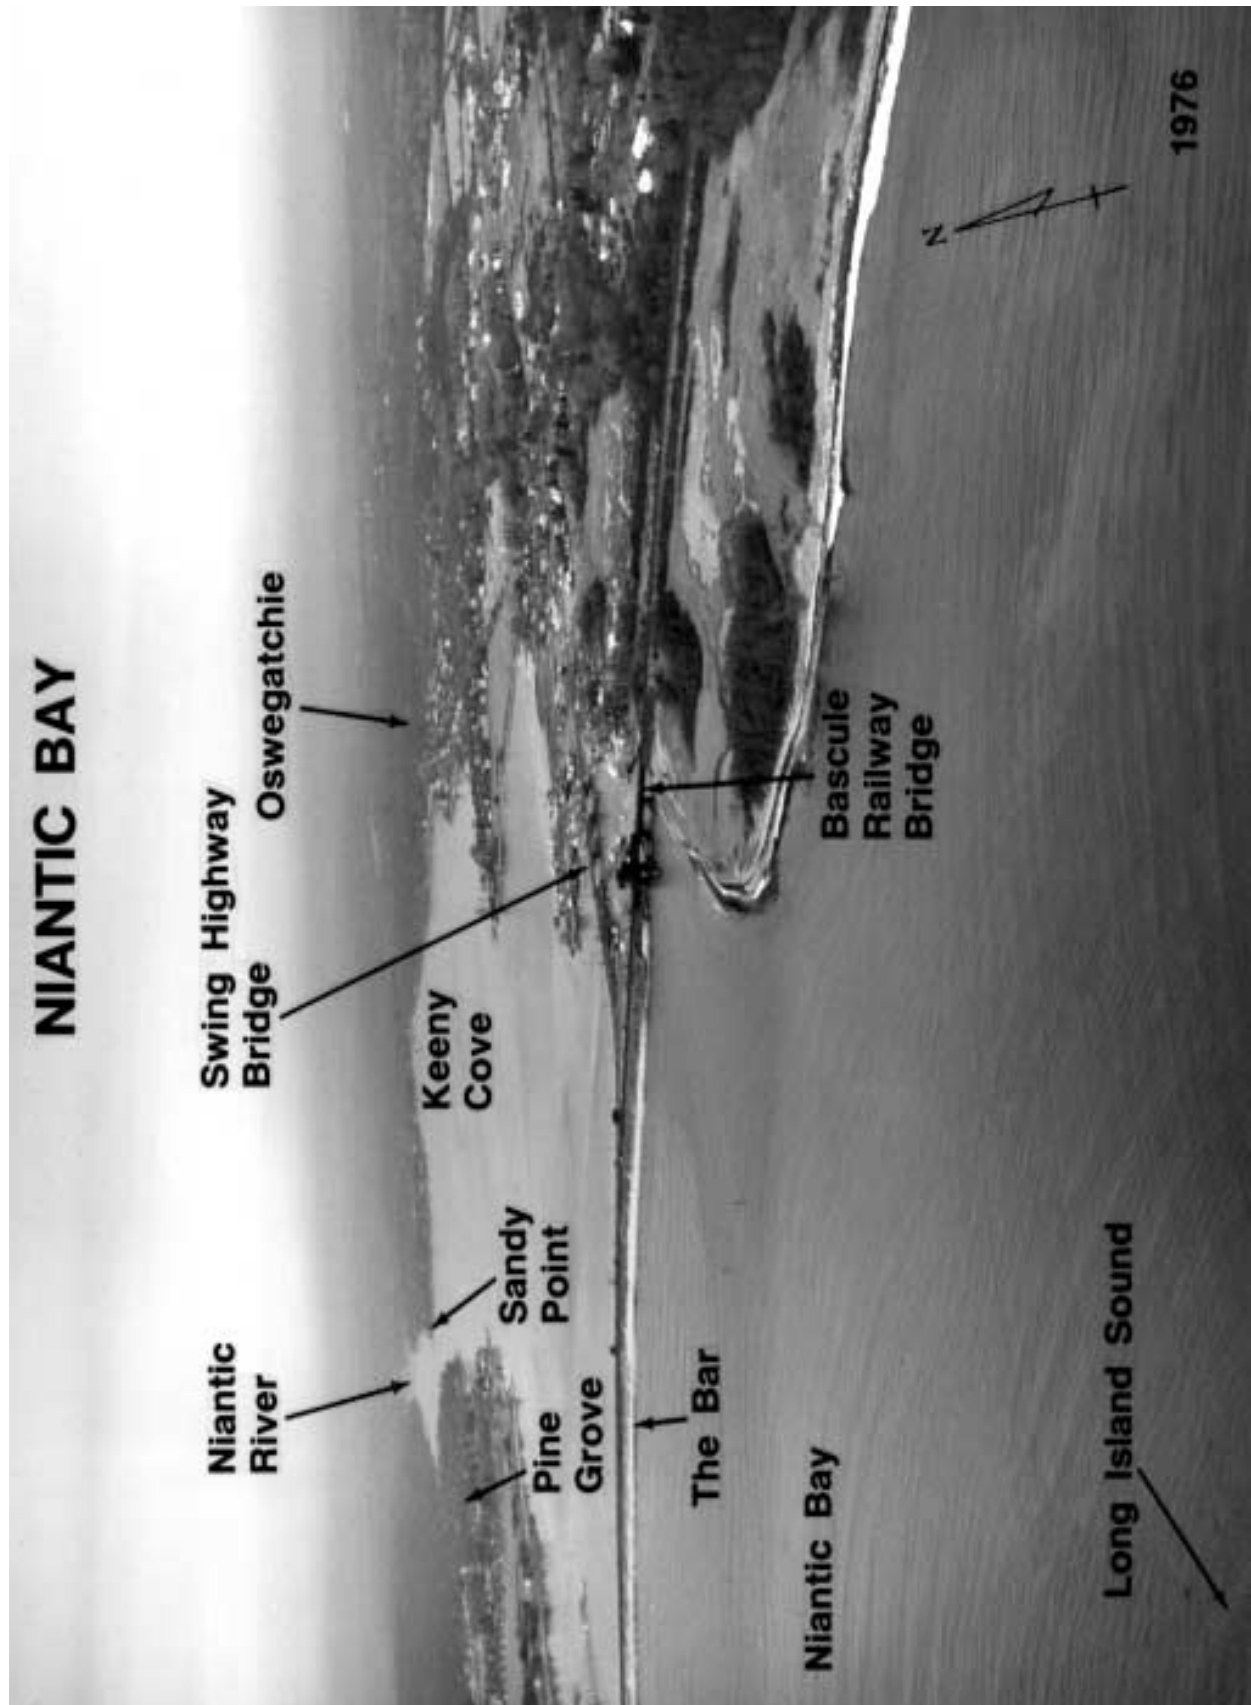 NIANTIC BAY
Swing Highway
Bridge
Oswegatchie
Niantic
River
Keeny
Cove
Sandy
Point
Pine
Grove
The Bar
Bascule
Railway
Bridge
Niantic Bay
N
1976
Long Island Sound